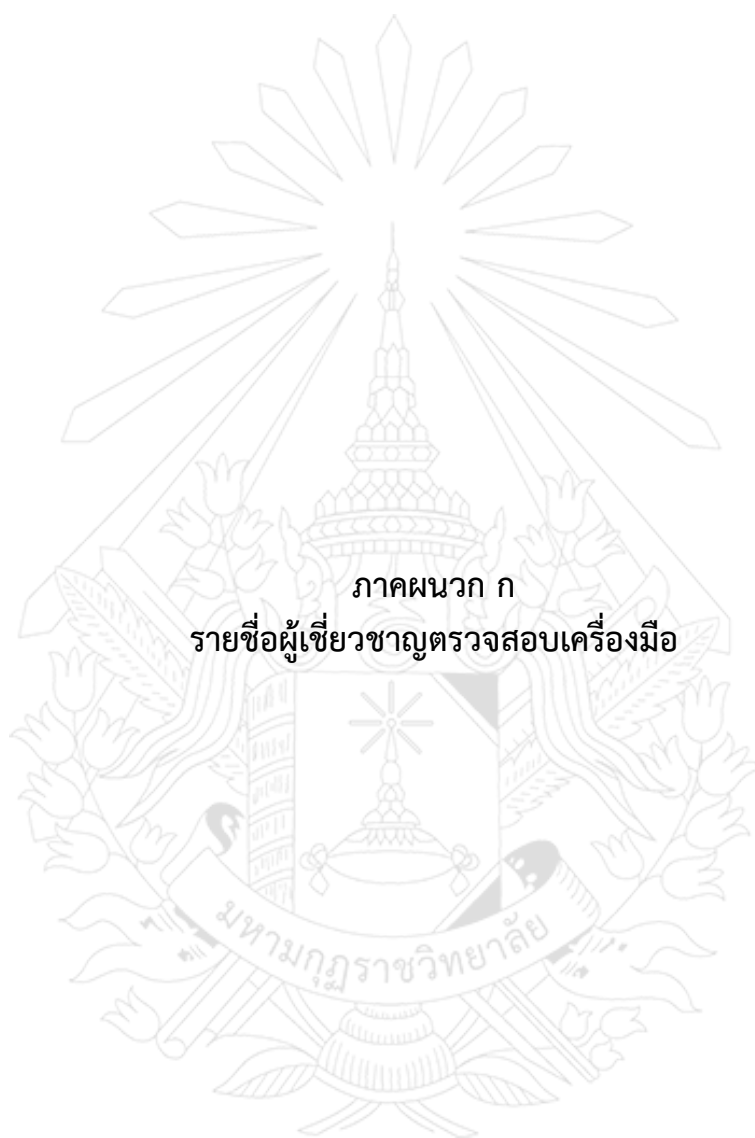 ภาคผนวก ก
รายชื่อผู้เชี่ยวชาญตรวจสอบเครื่องมือ
มหามกุฏราชวิทยาลัย